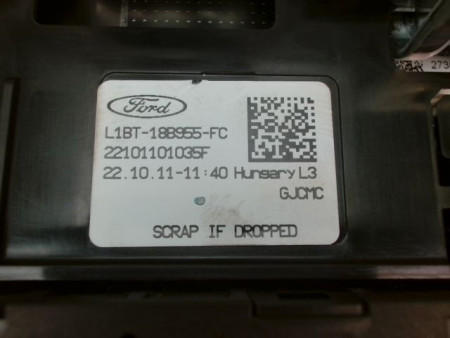 Ford
L1BT-18B955-FC
22101101035F
22.10.11-11:40 Hungary L3
GJCMC
SCRAP IF DROPPED